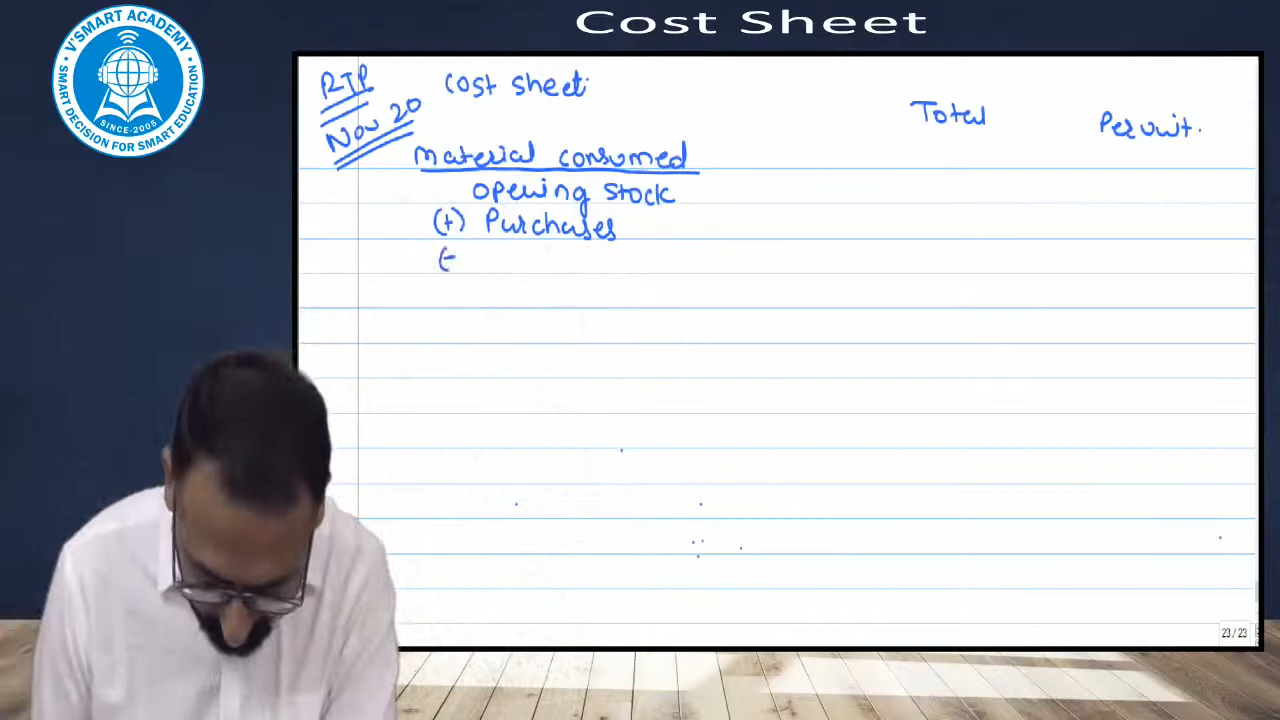 Cost Sheet
V'SMART ACADEMY
SINCE-2005
SMART DECISION FOR SMART EDUCATION
RTP
Nov 20
Cost sheet
Total
Per unit
Material consumed
Opening Stock
(+) Purchases
(-
23/23